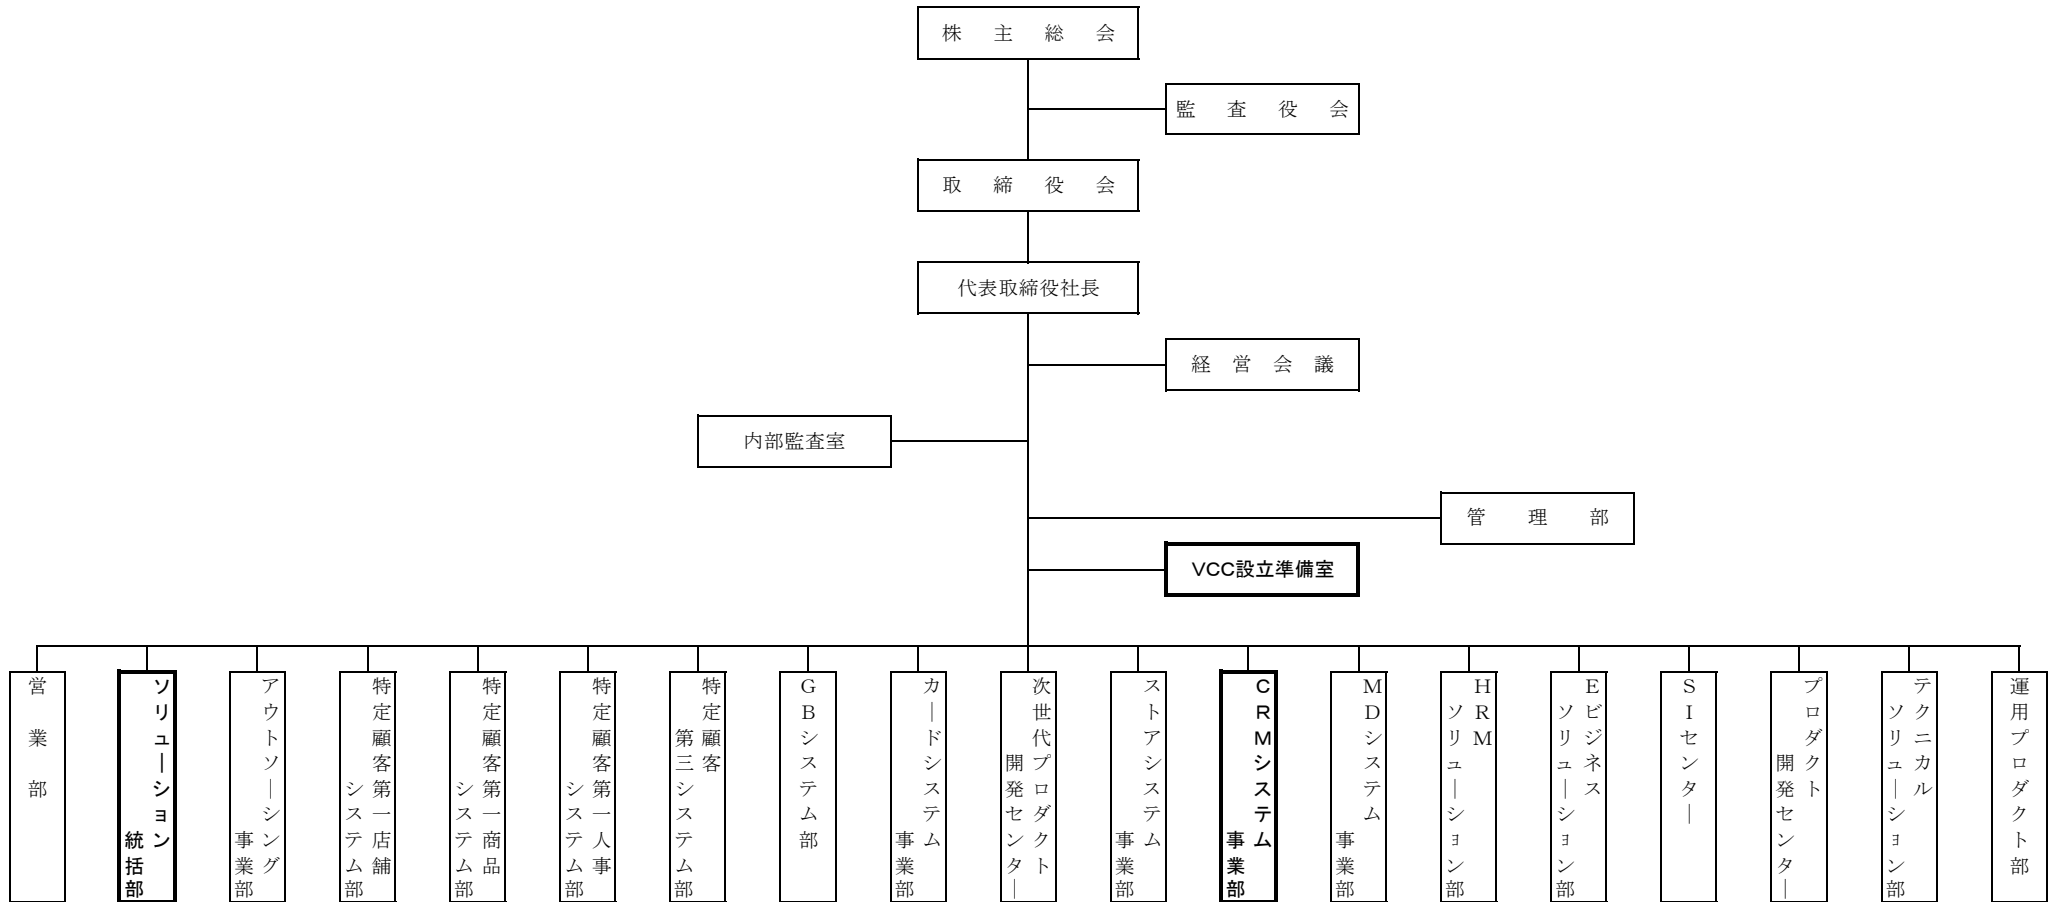 株主総会
監査役会
取締役会
代表取締役社長
経営会議
内部監査室
管理部
VCC設立準備室
営業部
ソリューション
統括部
アウトソーシング
事業部
特定顧客第一店舗
システム部
特定顧客第一商品
システム部
特定顧客第一人事
システム部
特定顧客
第三システム部
GBシステム部
カードシステム
事業部
次世代プロダクト
開発センター
ストアシステム
事業部
CRMシステム
事業部
MDシステム
事業部
HRM
ソリューション部
Eビジネス
ソリューション部
SIセンター
プロダクト
開発センター
テクニカル
ソリューション部
運用プロダクト部